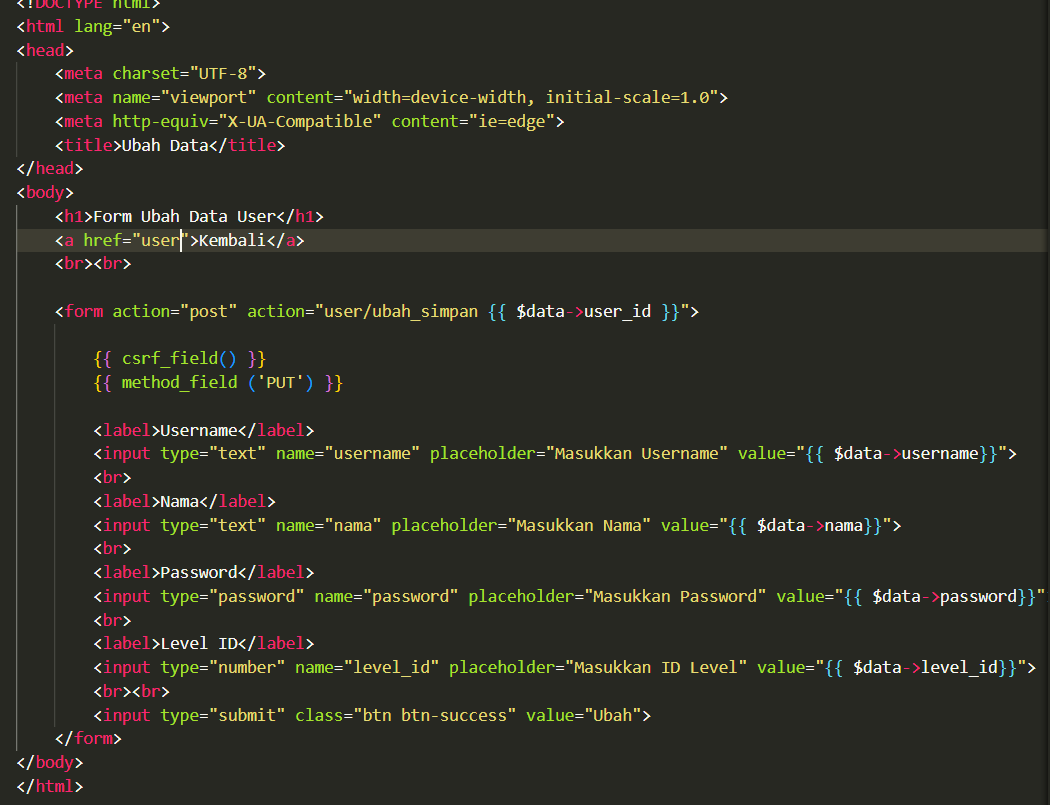 <!DOCTYPE html>
<html lang="en">
<head>
    <meta charset="UTF-8">
    <meta name="viewport" content="width=device-width, initial-scale=1.0">
    <meta http-equiv="X-UA-Compatible" content="ie=edge">
    <title>Ubah Data</title>
</head>
<body>
    <h1>Form Ubah Data User</h1>
    <a href="user">Kembali</a>
    <br><br>

    <form action="post" action="user/ubah_simpan {{ $data->user_id }}">

        {{ csrf_field() }}
        {{ method_field ('PUT') }}

        <label>Username</label>
        <input type="text" name="username" placeholder="Masukkan Username" value="{{ $data->username}}">
        <br>
        <label>Nama</label>
        <input type="text" name="nama" placeholder="Masukkan Nama" value="{{ $data->nama}}">
        <br>
        <label>Password</label>
        <input type="password" name="password" placeholder="Masukkan Password" value="{{ $data->password}}"
        <br>
        <label>Level ID</label>
        <input type="number" name="level_id" placeholder="Masukkan ID Level" value="{{ $data->level_id}}">
        <br><br>
        <input type="submit" class="btn btn-success" value="Ubah">
    </form>
</body>
</html>